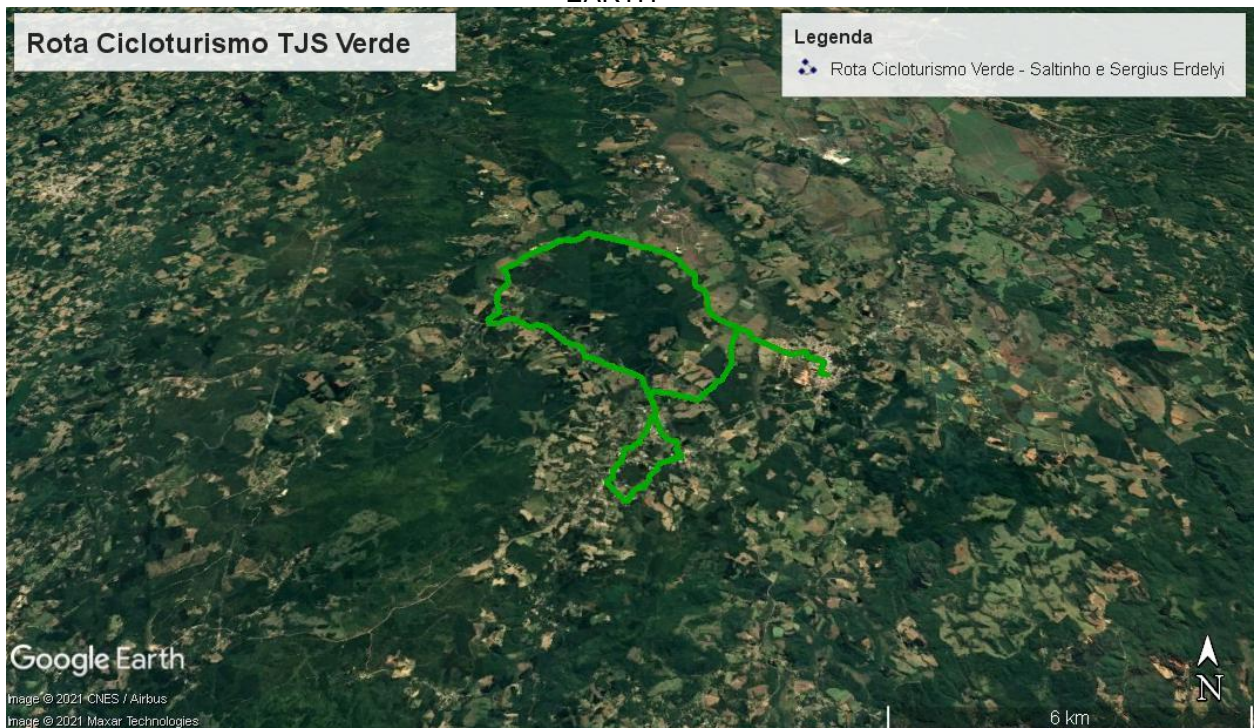 EARTH
Rota Cicloturismo TJS Verde
Legenda
Rota Cicloturismo Verde - Saltinho e Sergius Erdelyi
Google Earth
Image © 2021 CNES / Airbus
Image © 2021 Maxar Technologies
N
6 km